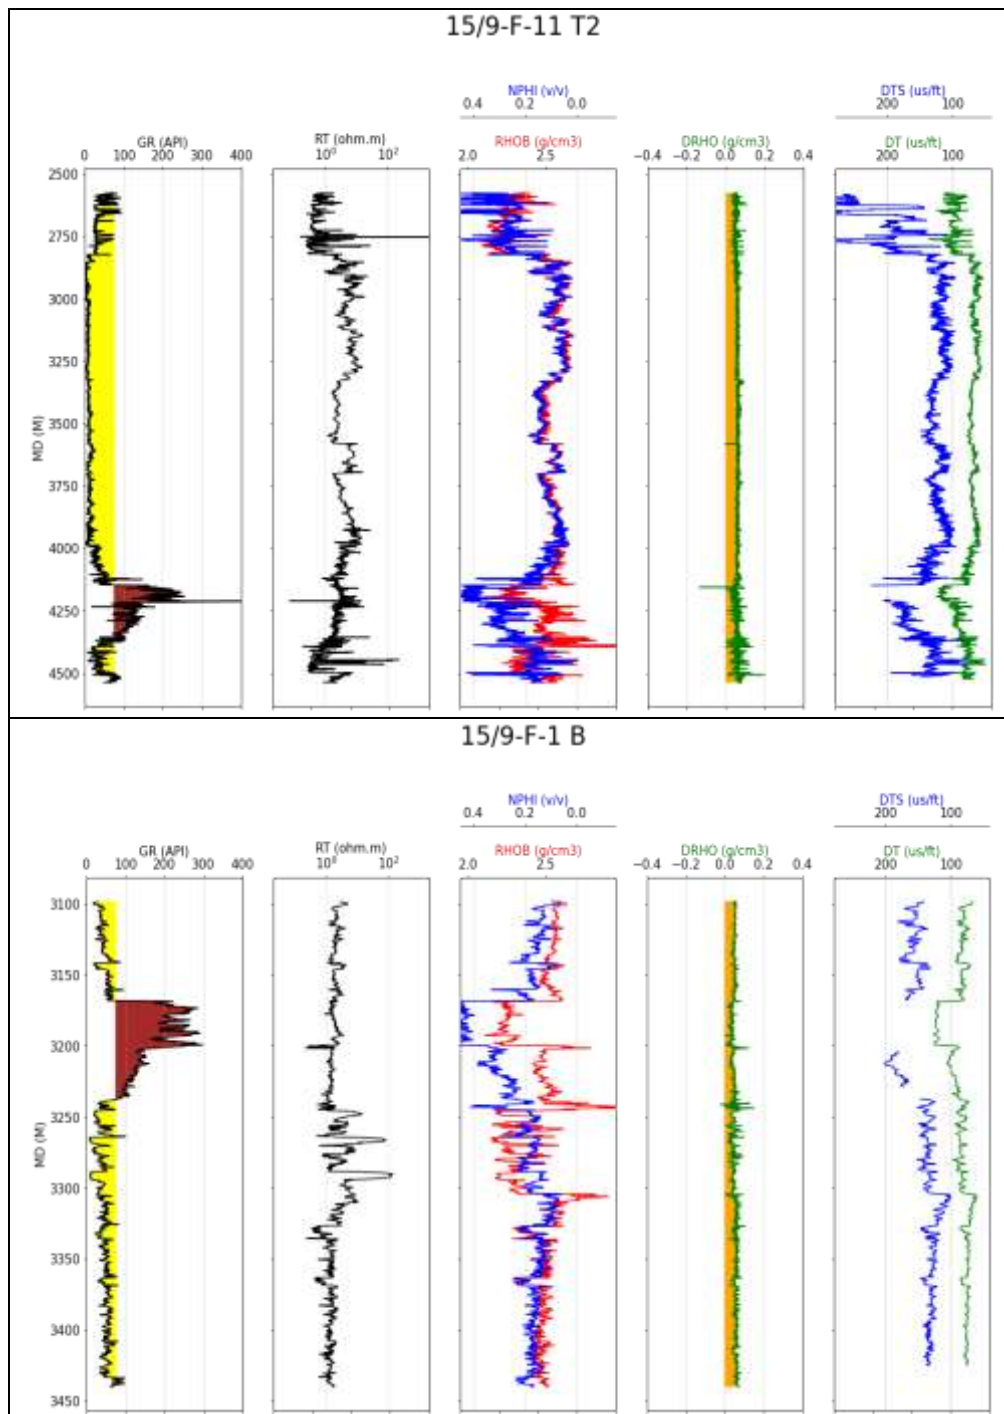 15/9-F-11 T2
NPHI (v/v)
DTS (us/ft)
0.4 0.2 0.0
200 100
GR (API)
RT (ohm.m)
RHOB (g/cm3)
DRHO (g/cm3)
DT (us/ft)
0 100 200 300 400
10⁰ 10²
2.0 2.5
−0.4 −0.2 0.0 0.2 0.4
200 100
2500
2750
3000
3250
3500
3750
4000
4250
4500
MD (M)
15/9-F-1 B
NPHI (v/v)
DTS (us/ft)
0.4 0.2 0.0
200 100
GR (API)
RT (ohm.m)
RHOB (g/cm3)
DRHO (g/cm3)
DT (us/ft)
0 100 200 300 400
10⁰ 10²
2.0 2.5
−0.4 −0.2 0.0 0.2 0.4
200 100
3100
3150
3200
3250
3300
3350
3400
3450
MD (M)